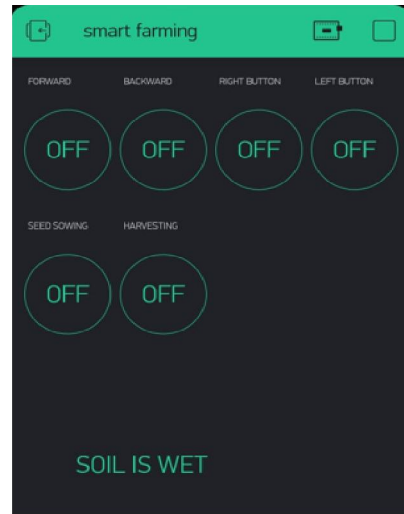 smart farming
FORWARD BACKWARD RIGHT BUTTON LEFT BUTTON
OFF OFF OFF OFF
SEED SOWING HARVESTING
OFF OFF
SOIL IS WET